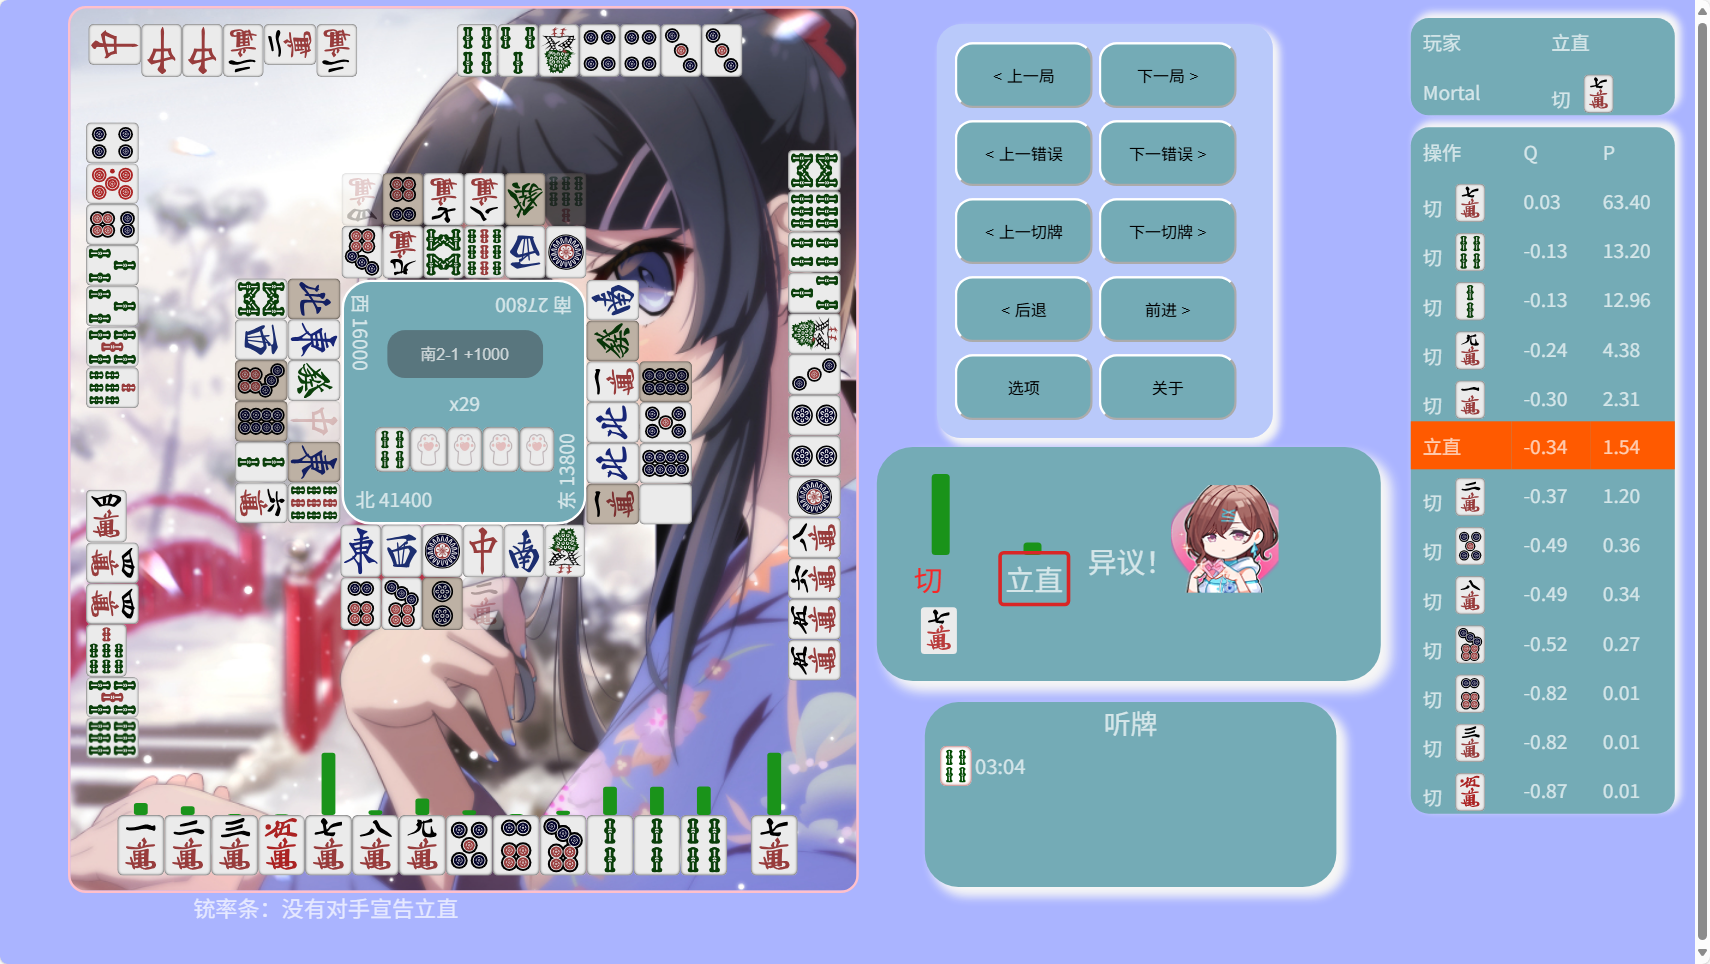 南 27800
西 16000
南2-1 +1000
x29
北 41400
东 13800
铳率条：没有对手宣告立直
< 上一局
下一局 >
< 上一错误
下一错误 >
< 上一切牌
下一切牌 >
< 后退
前进 >
选项
关于
切
立直
异议！
听牌
03:04
玩家 立直
Mortal 切
操作 Q P
切 0.03 63.40
切 -0.13 13.20
切 -0.13 12.96
切 -0.24 4.38
切 -0.30 2.31
立直 -0.34 1.54
切 -0.37 1.20
切 -0.49 0.36
切 -0.49 0.34
切 -0.52 0.27
切 -0.82 0.01
切 -0.82 0.01
切 -0.87 0.01